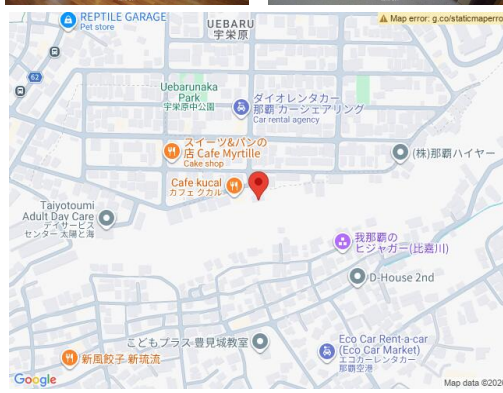 REPTILE GARAGE
Pet store
UEBARU
宇栄原
Map error: g.co/staticmaperro
62
Uebarunaka
Park
宇栄原中公園
ダイオレンタカー
那覇 カーシェアリング
Car rental agency
スイーツ&パンの
店 Cafe Myrtille
Cake shop
(株)那覇ハイヤー
Cafe kucal
カフェ クカル
Taiyotoumi
Adult Day Care
デイサービス
センター 太陽と海
我那覇の
ヒジャガー(比嘉川)
D-House 2nd
こどもプラス 豊見城教室
Eco Car Rent-a-car
(Eco Car Market)
エコカーレンタカー
那覇空港
新風餃子 新琉流
Google
Map data ©2026